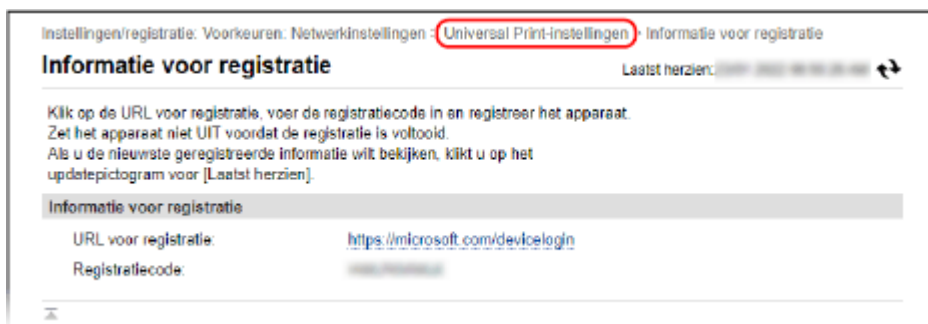 Instellingen/registratie: Voorkeuren: Netwerkinstellingen > Universal Print-instellingen > Informatie voor registratie
Informatie voor registratie
Laatst herzien:
Klik op de URL voor registratie, voer de registratiecode in en registreer het apparaat.
Zet het apparaat niet UIT voordat de registratie is voltooid.
Als u de nieuwste geregistreerde informatie wilt bekijken, klikt u op het
updatepictogram voor [Laatst herzien].
Informatie voor registratie
URL voor registratie: https://microsoft.com/devicelogin
Registratiecode: